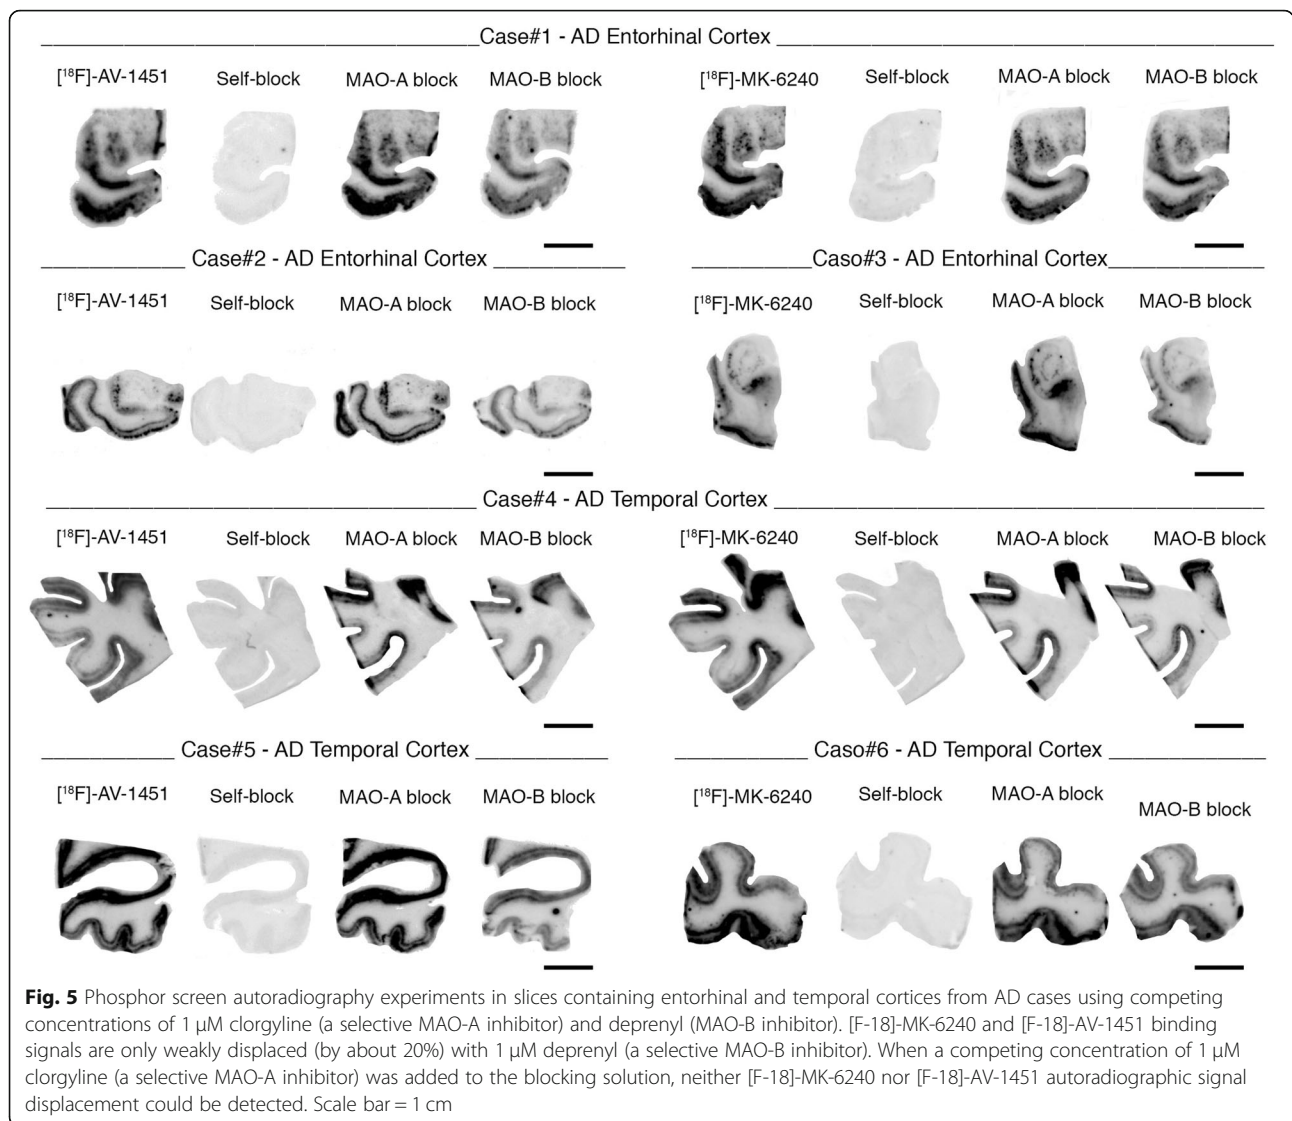 Case#1 - AD Entorhinal Cortex
[¹⁸F]-AV-1451 Self-block MAO-A block MAO-B block [¹⁸F]-MK-6240 Self-block MAO-A block MAO-B block
Case#2 - AD Entorhinal Cortex Caso#3 - AD Entorhinal Cortex
[¹⁸F]-AV-1451 Self-block MAO-A block MAO-B block [¹⁸F]-MK-6240 Self-block MAO-A block MAO-B block
Case#4 - AD Temporal Cortex
[¹⁸F]-AV-1451 Self-block MAO-A block MAO-B block [¹⁸F]-MK-6240 Self-block MAO-A block MAO-B block
Case#5 - AD Temporal Cortex Caso#6 - AD Temporal Cortex
[¹⁸F]-AV-1451 Self-block MAO-A block MAO-B block [¹⁸F]-MK-6240 Self-block MAO-A block MAO-B block
Fig. 5 Phosphor screen autoradiography experiments in slices containing entorhinal and temporal cortices from AD cases using competing
concentrations of 1 μM clorgyline (a selective MAO-A inhibitor) and deprenyl (MAO-B inhibitor). [F-18]-MK-6240 and [F-18]-AV-1451 binding
signals are only weakly displaced (by about 20%) with 1 μM deprenyl (a selective MAO-B inhibitor). When a competing concentration of 1 μM
clorgyline (a selective MAO-A inhibitor) was added to the blocking solution, neither [F-18]-MK-6240 nor [F-18]-AV-1451 autoradiographic signal
displacement could be detected. Scale bar = 1 cm